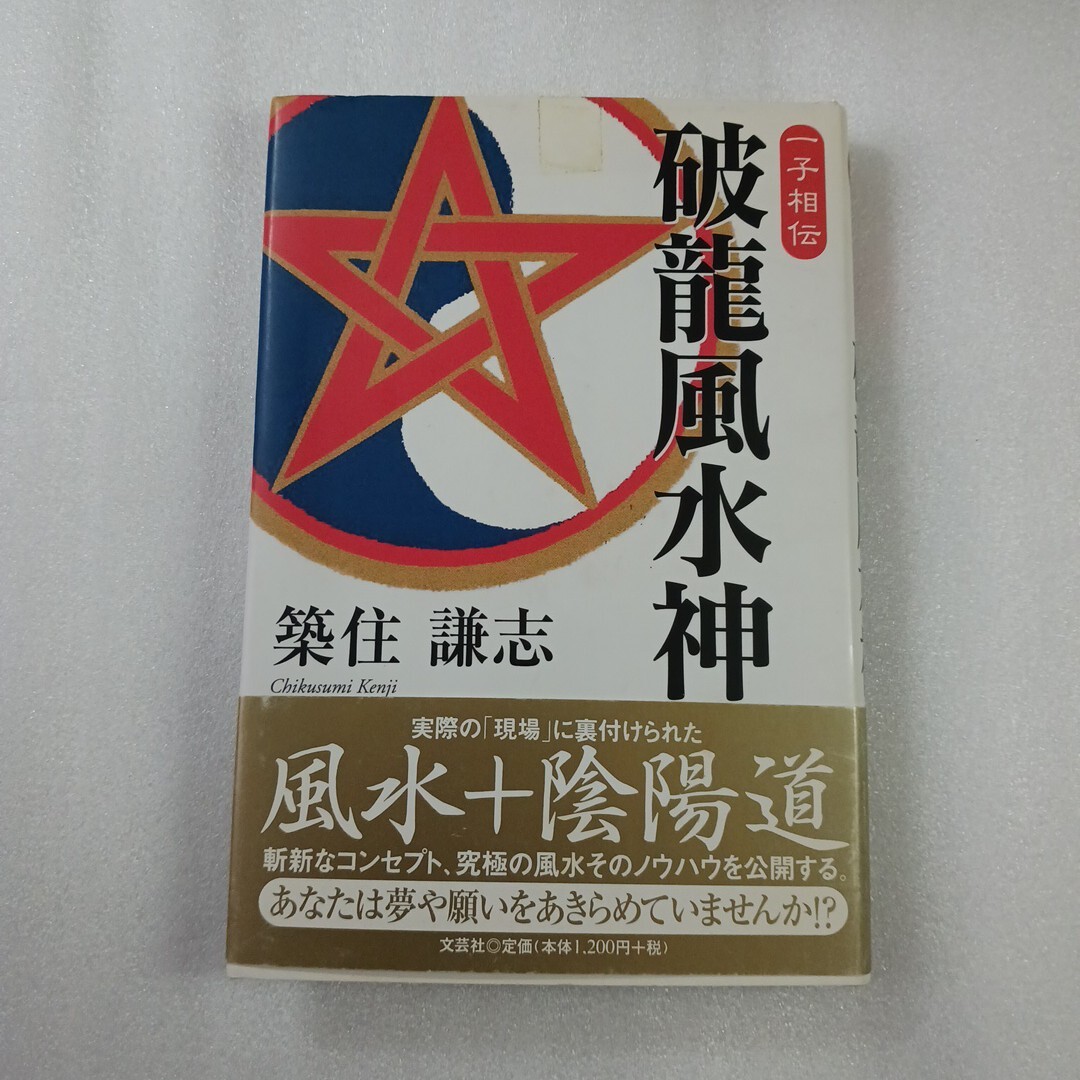 一子相伝
破龍風水神
築住 謙志
Chikusumi Kenji
実際の「現場」に裏付けられた
風水+陰陽道
斬新なコンセプト、究極の風水そのノウハウを公開する。
あなたは夢や願いをあきらめていませんか!?
文芸社◎定価(本体1,200円+税)